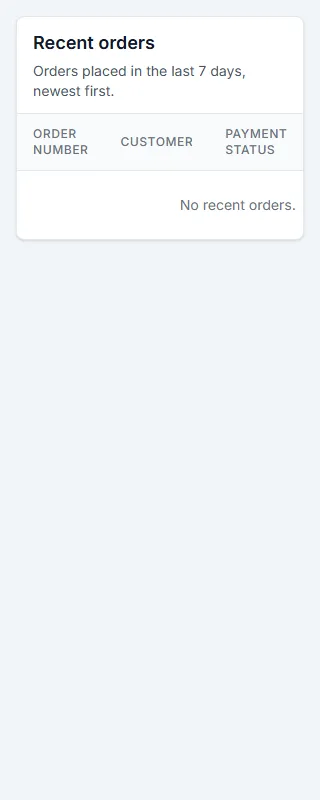 Recent orders
Orders placed in the last 7 days,
newest first.
ORDER NUMBER CUSTOMER PAYMENT STATUS
No recent orders.